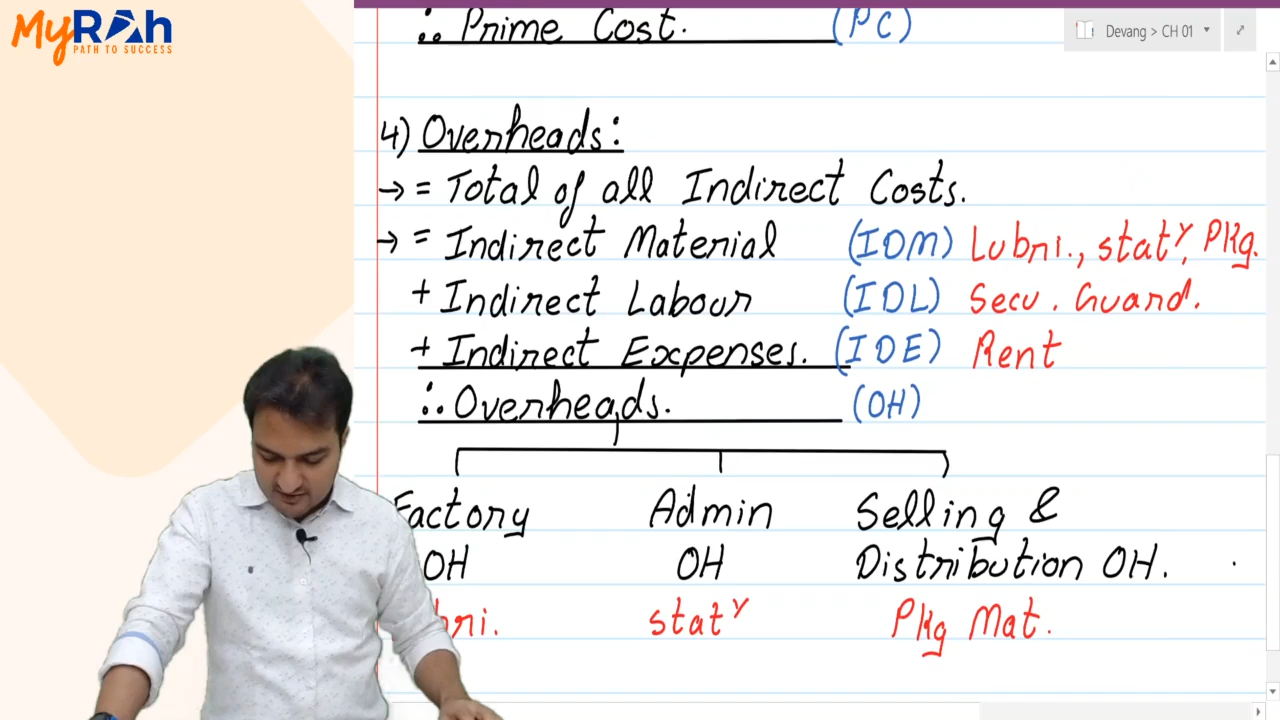 MyRAh
PATH TO SUCCESS
Devang > CH 01
∴ Prime Cost. (PC)
4) Overheads:
→ = Total of all Indirect Costs.
→ = Indirect Material (IDM) Lubri., statʸ, Pkg.
+ Indirect Labour (IDL) Secu. Guard.
+ Indirect Expenses. (IDE) Rent
∴ Overheads. (OH)
Factory Admin Selling &
OH OH Distribution OH.
bri. statʸ Pkg Mat.